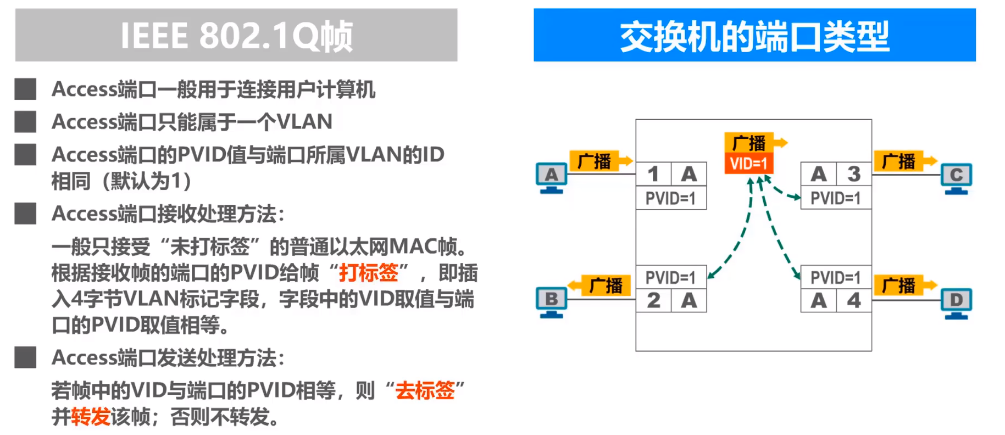 IEEE 802.1Q帧
交换机的端口类型
Access端口一般用于连接用户计算机
Access端口只能属于一个VLAN
Access端口的PVID值与端口所属VLAN的ID
相同（默认为1）
Access端口接收处理方法：
一般只接受“未打标签”的普通以太网MAC帧。
根据接收帧的端口的PVID给帧“打标签”，即插
入4字节VLAN标记字段，字段中的VID取值与端
口的PVID取值相等。
Access端口发送处理方法：
若帧中的VID与端口的PVID相等，则“去标签”
并转发该帧；否则不转发。
广播
VID=1
A
广播
1 A
PVID=1
A 3
PVID=1
广播
C
B
广播
PVID=1
2 A
PVID=1
A 4
广播
D